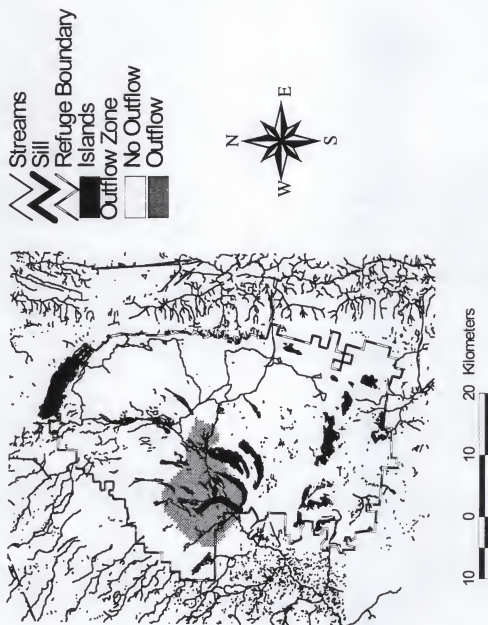 Streams
Sill
Refuge Boundary
Islands
Outflow Zone
No Outflow
Outflow
N
W
E
S
10
0
10
20
Kilometers